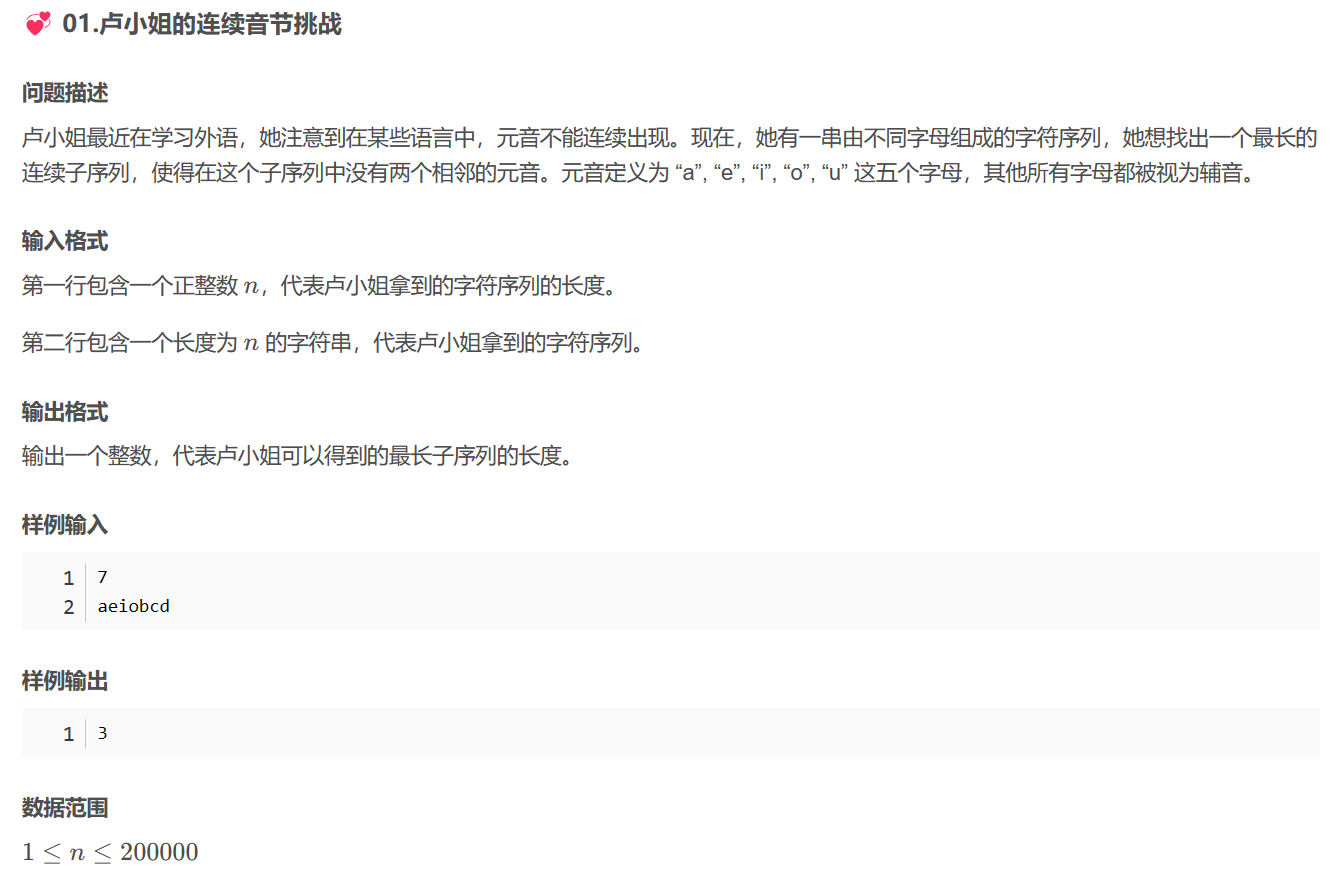 💞 01.卢小姐的连续音节挑战
问题描述
卢小姐最近在学习外语，她注意到在某些语言中，元音不能连续出现。现在，她有一串由不同字母组成的字符序列，她想找出一个最长的
连续子序列，使得在这个子序列中没有两个相邻的元音。元音定义为 “a”, “e”, “i”, “o”, “u” 这五个字母，其他所有字母都被视为辅音。
输入格式
第一行包含一个正整数 n，代表卢小姐拿到的字符序列的长度。
第二行包含一个长度为 n 的字符串，代表卢小姐拿到的字符序列。
输出格式
输出一个整数，代表卢小姐可以得到的最长子序列的长度。
样例输入
1 7
2 aeiobcd
样例输出
1 3
数据范围
1 ≤ n ≤ 200000